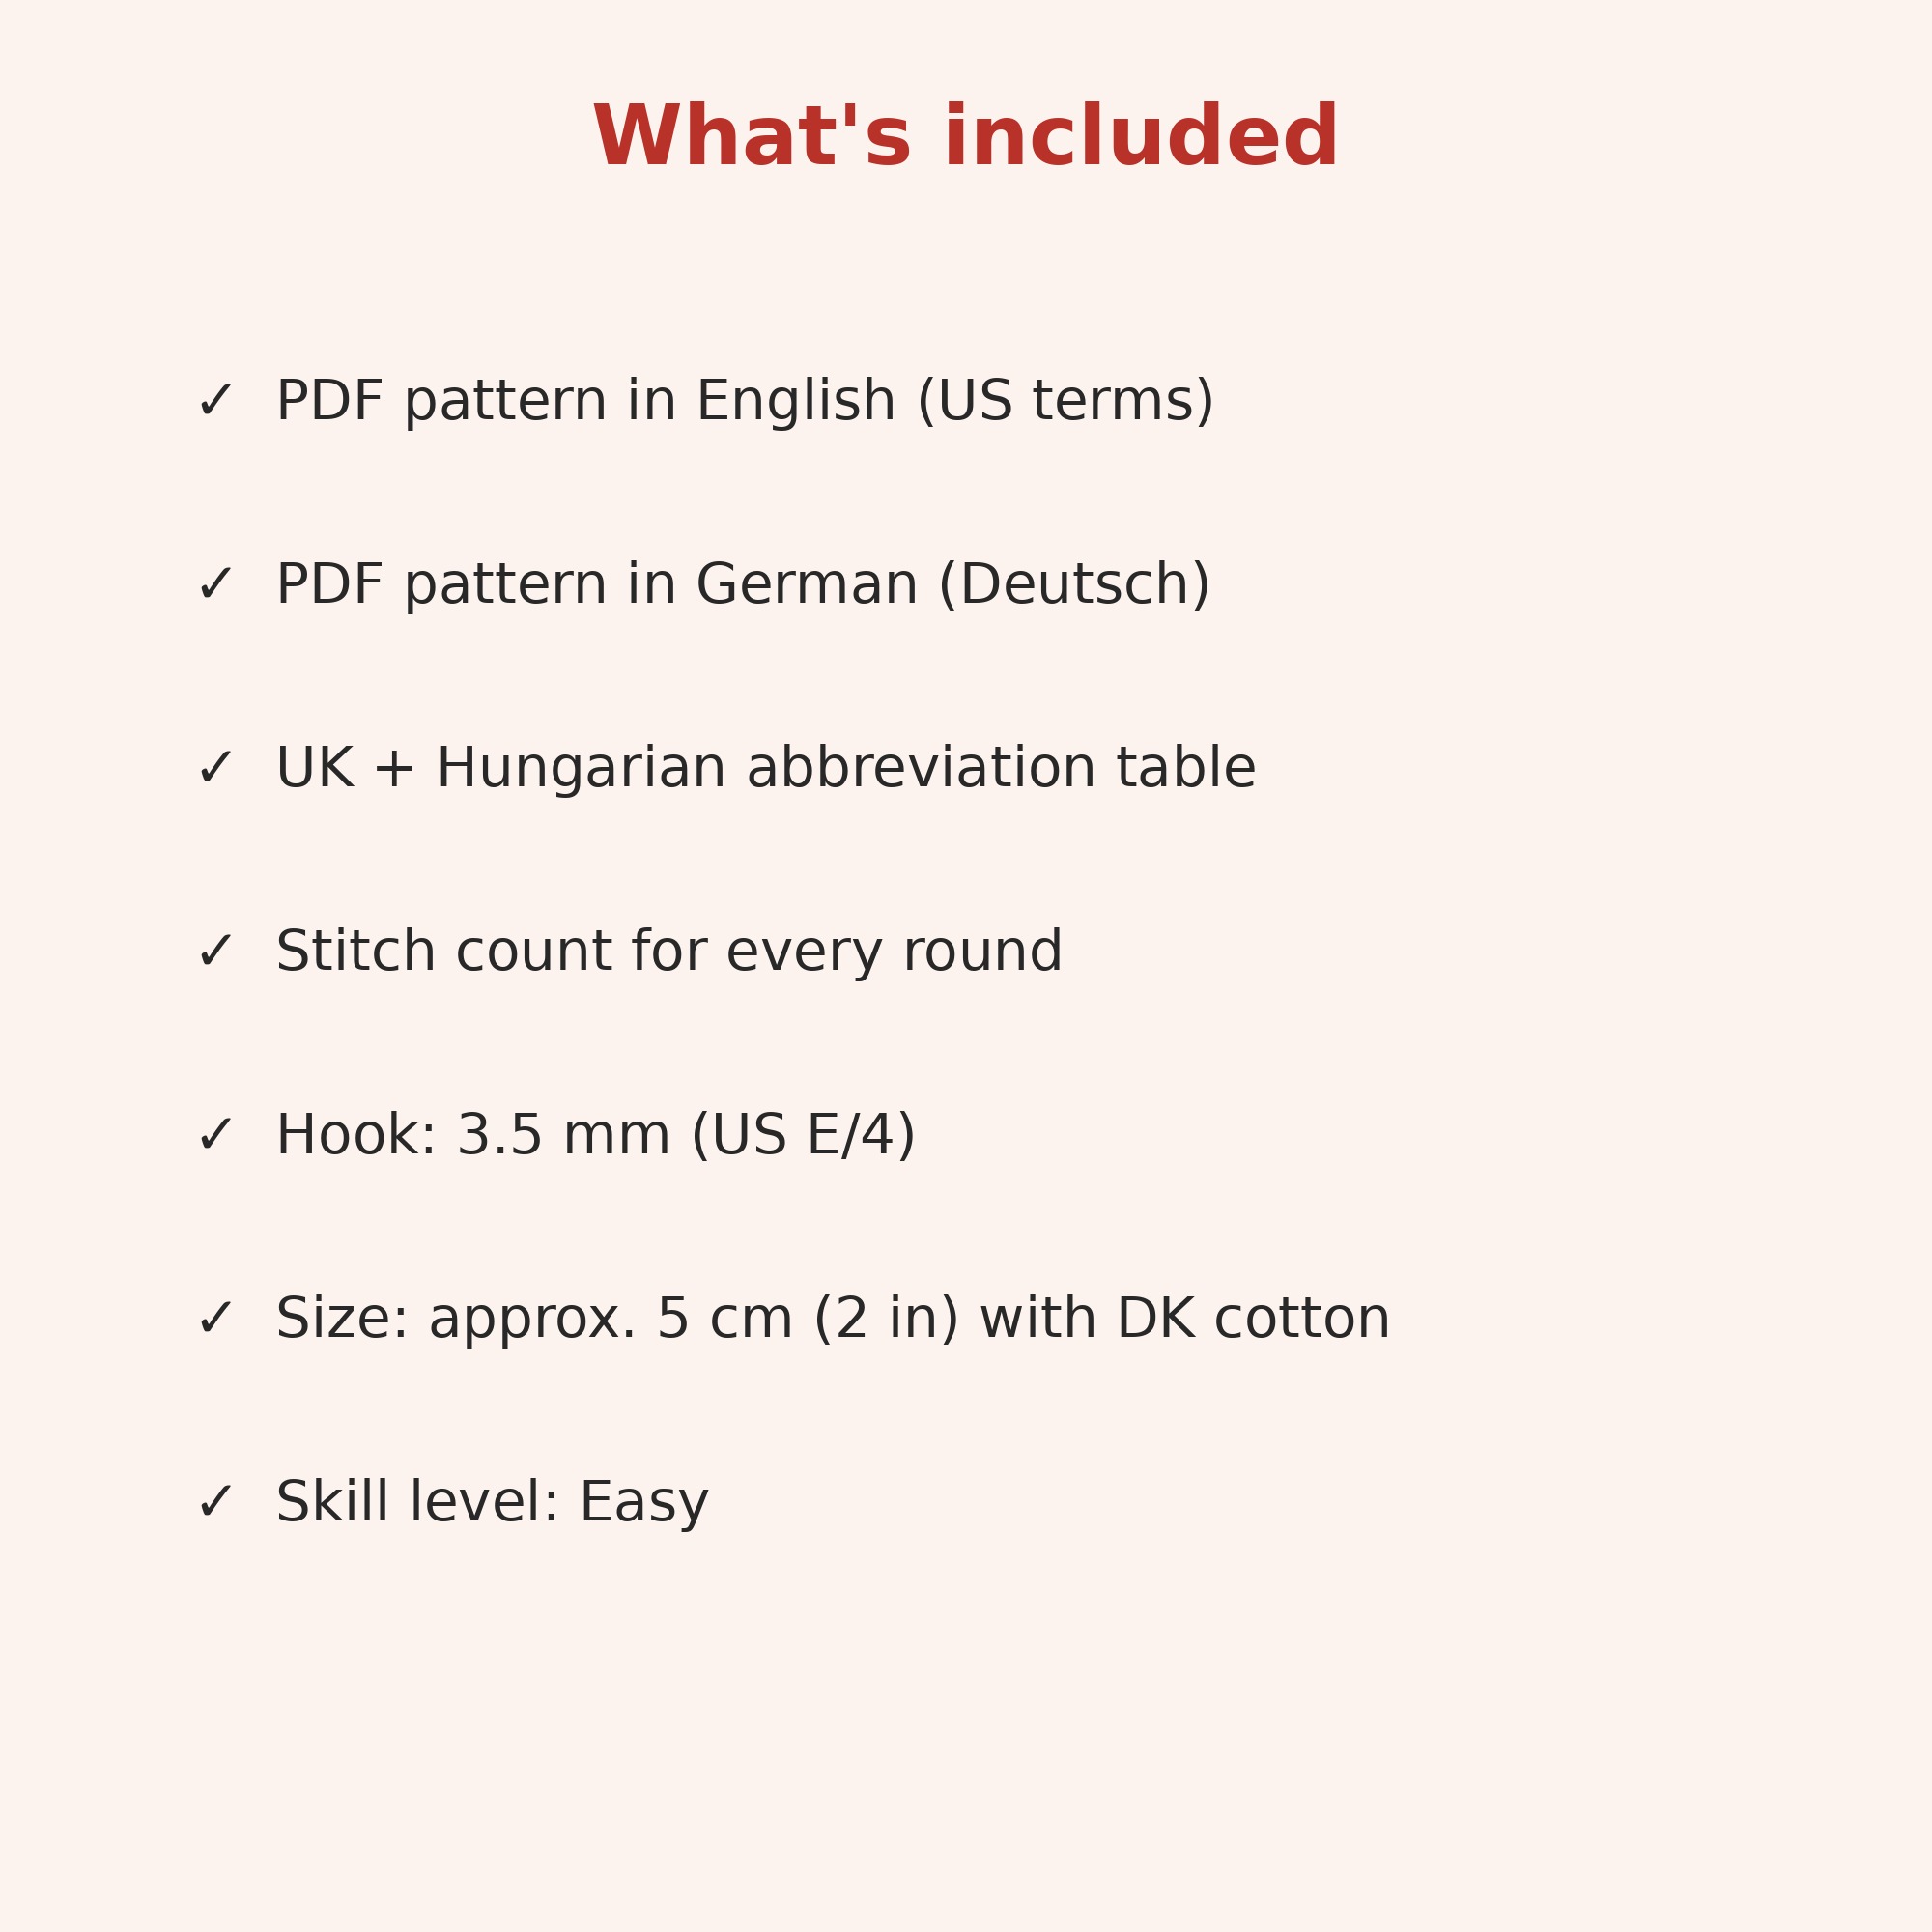 What's included
✓ PDF pattern in English (US terms)
✓ PDF pattern in German (Deutsch)
✓ UK + Hungarian abbreviation table
✓ Stitch count for every round
✓ Hook: 3.5 mm (US E/4)
✓ Size: approx. 5 cm (2 in) with DK cotton
✓ Skill level: Easy